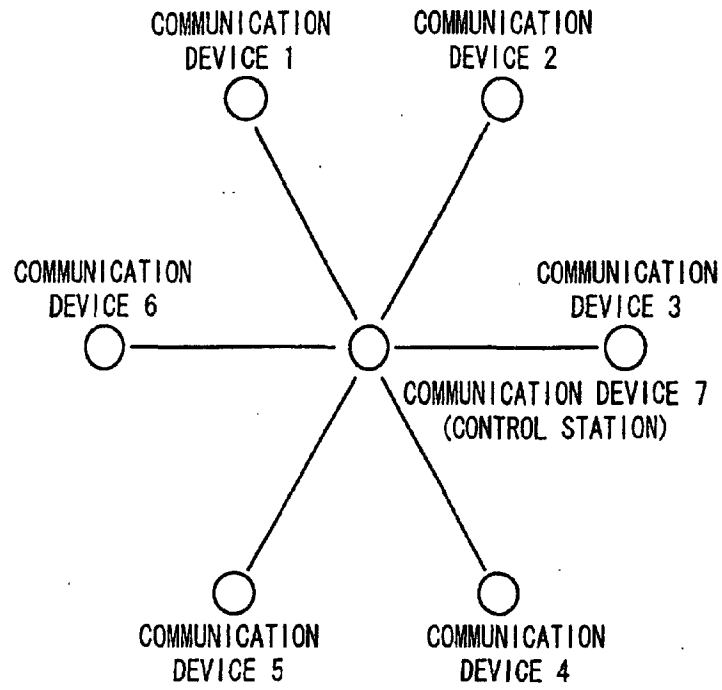 COMMUNICATION
DEVICE 1
COMMUNICATION
DEVICE 2
COMMUNICATION
DEVICE 6
COMMUNICATION
DEVICE 3
COMMUNICATION DEVICE 7
(CONTROL STATION)
COMMUNICATION
DEVICE 5
COMMUNICATION
DEVICE 4